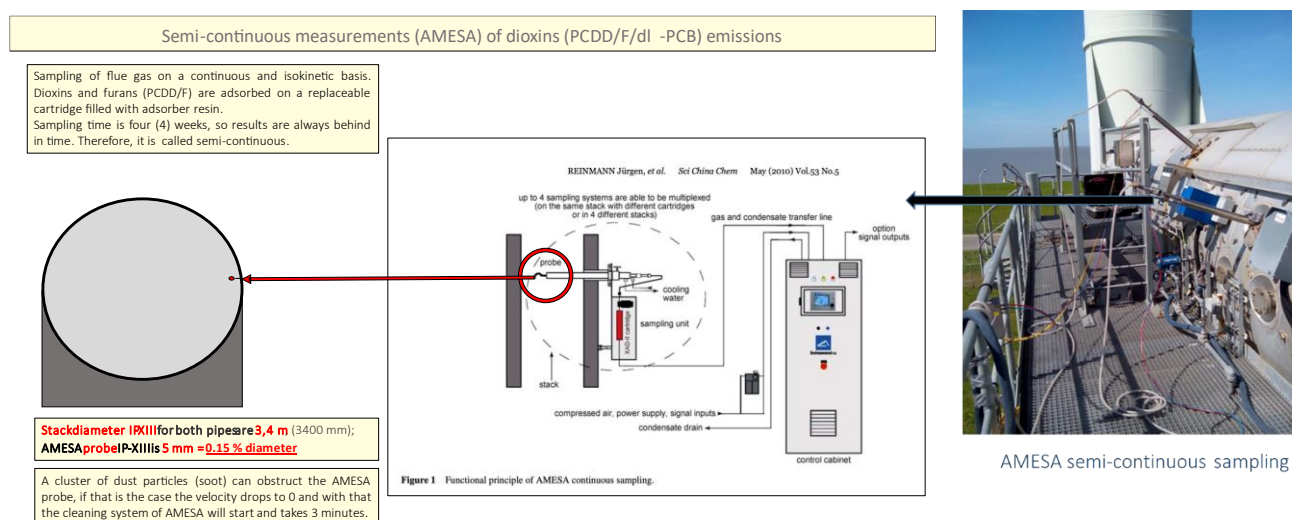 Semi-continuous measurements (AMESA) of dioxins (PCDD/F/dl -PCB) emissions
Sampling of flue gas on a continuous and isokinetic basis.
Dioxins and furans (PCDD/F) are adsorbed on a replaceable
cartridge filled with adsorber resin.
Sampling time is four (4) weeks, so results are always behind
in time. Therefore, it is called semi-continuous.
REINMANN Jürgen, et al. Sci China Chem May (2010) Vol.53 No.5
up to 4 sampling systems are able to be multiplexed
(on the same stack with different cartridges
or in 4 different stacks)
gas and condensate transfer line
option
signal outputs
probe
cooling
water
sampling unit
XAD-II cartridge
stack
compressed air, power supply, signal inputs
condensate drain
control cabinet
Figure 1 Functional principle of AMESA continuous sampling.
Stackdiameter IPXIIIfor both pipesare 3,4 m (3400 mm);
AMESAprobeIP-XIIIis 5 mm =0.15 % diameter
A cluster of dust particles (soot) can obstruct the AMESA
probe, if that is the case the velocity drops to 0 and with that
the cleaning system of AMESA will start and takes 3 minutes.
AMESA semi-continuous sampling